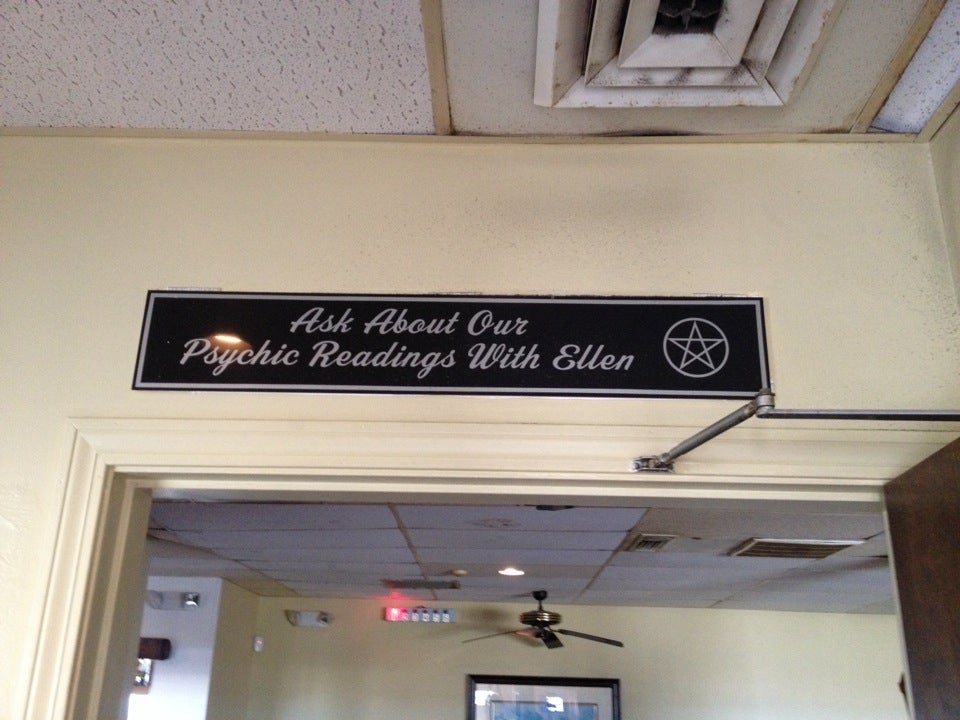 Ask About Our
Psychic Readings With Ellen